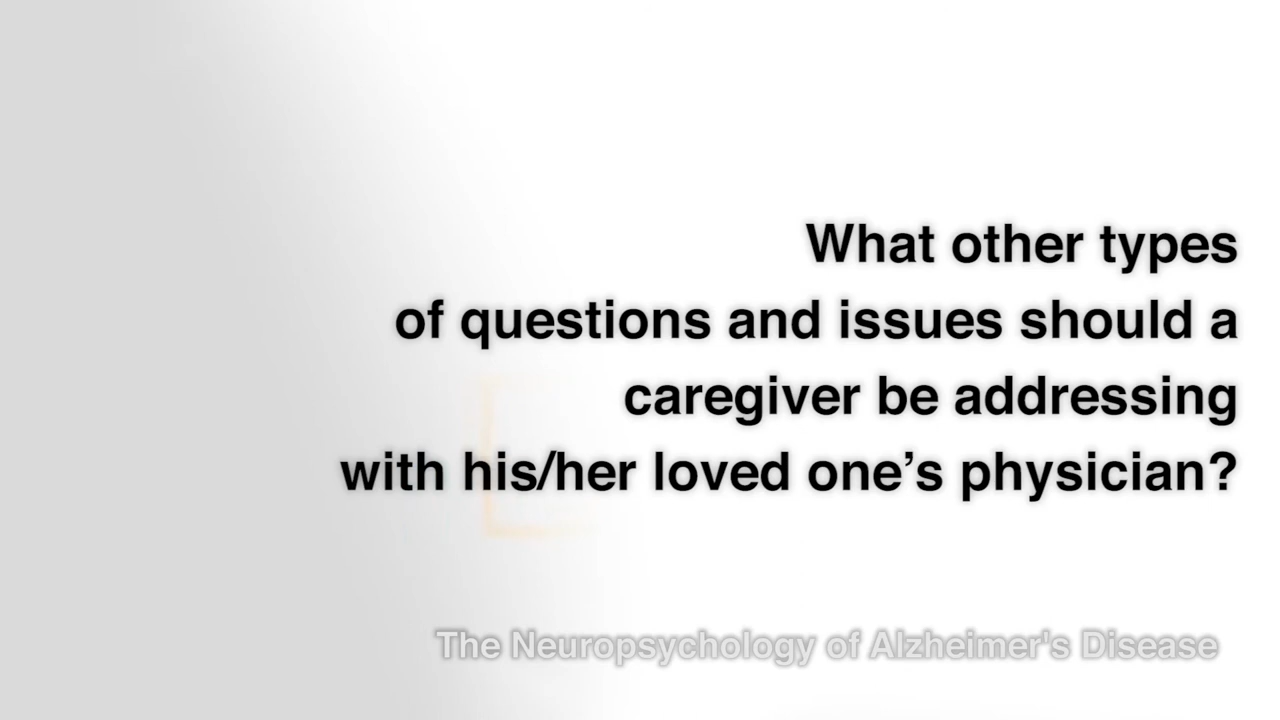 What other types
of questions and issues should a
caregiver be addressing
with his/her loved one’s physician?
The Neuropsychology of Alzheimer's Disease